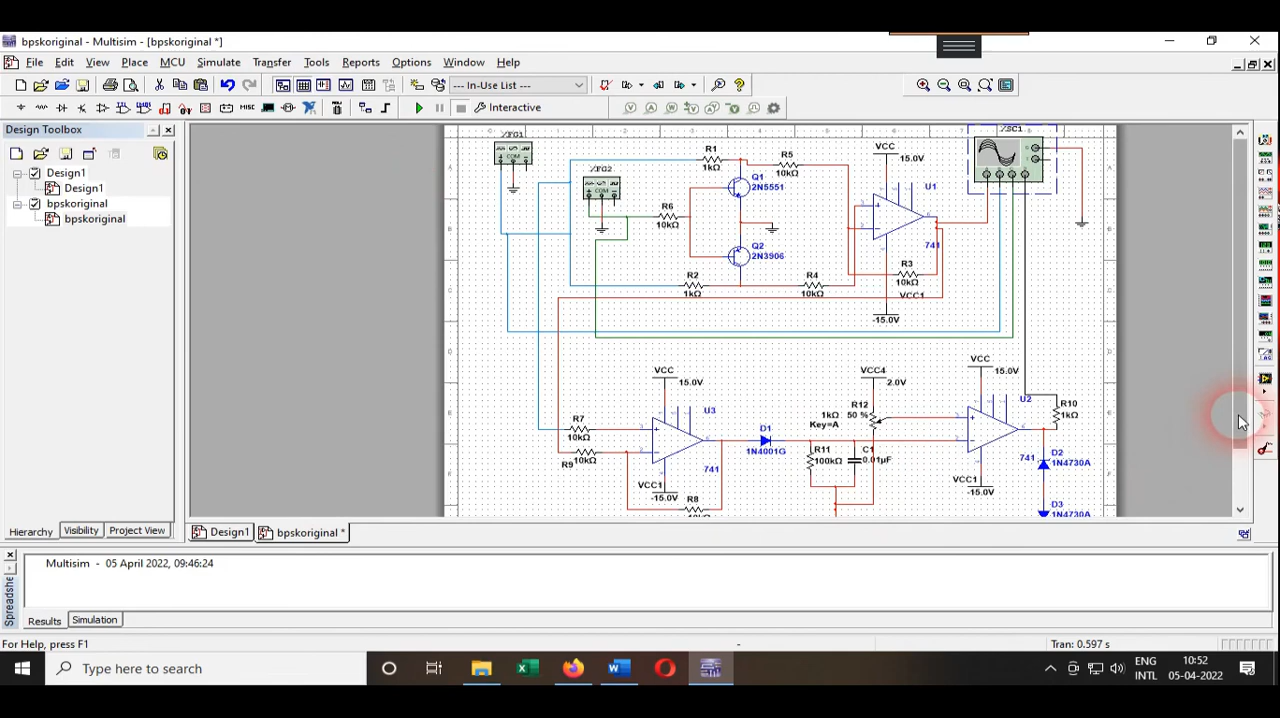 bpskoriginal - Multisim - [bpskoriginal *]
File Edit View Place MCU Simulate Transfer Tools Reports Options Window Help
--- In-Use List ---
Interactive
Design Toolbox
Design1
Design1
bpskoriginal
bpskoriginal
XFG1
XFG2
XSC1
R1
1kΩ
R5
10kΩ
VCC
15.0V
Q1
2N5551
U1
R6
10kΩ
741
Q2
2N3906
R2
1kΩ
R4
10kΩ
R3
10kΩ
VCC1
-15.0V
VCC
15.0V
VCC4
2.0V
VCC
15.0V
U3
R12
1kΩ
50 %
Key=A
U2
R10
1kΩ
R7
10kΩ
D1
1N4001G
R9
10kΩ
R11
100kΩ
C1
0.01µF
741
741
D2
1N4730A
VCC1
-15.0V
VCC1
-15.0V
R8
10kΩ
D3
1N4730A
Hierarchy Visibility Project View
Design1 bpskoriginal *
Spreadshe
Multisim - 05 April 2022, 09:46:24
Results Simulation
For Help, press F1
Tran: 0.597 s
Type here to search
ENG
INTL
10:52
05-04-2022